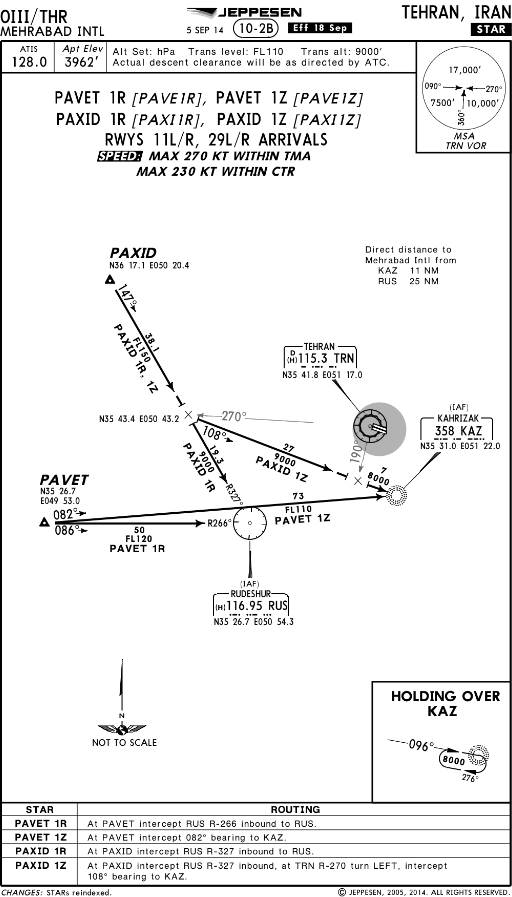 OIII/THR
MEHRABAD INTL
JEPPESEN
5 SEP 14 10-2B Eff 18 Sep
TEHRAN, IRAN
STAR
ATIS
128.0
Apt Elev
3962'
Alt Set: hPa Trans level: FL110 Trans alt: 9000'
Actual descent clearance will be as directed by ATC.
17,000'
090° 270°
7500' 10,000'
360°
MSA
TRN VOR
PAVET 1R [PAVE1R], PAVET 1Z [PAVE1Z]
PAXID 1R [PAXI1R], PAXID 1Z [PAXI1Z]
RWYS 11L/R, 29L/R ARRIVALS
SPEED: MAX 270 KT WITHIN TMA
MAX 230 KT WITHIN CTR
PAXID
N36 17.1 E050 20.4
147°
38.1
FL150
PAXID 1R, 1Z
Direct distance to
Mehrabad Intl from
KAZ 11 NM
RUS 25 NM
TEHRAN
D
(H) 115.3 TRN
N35 41.8 E051 17.0
N35 43.4 E050 43.2
270°
108°
27
9000
PAXID 1Z
190°
(IAF)
KAHRIZAK
358 KAZ
N35 31.0 E051 22.0
7
8000
19.3
9000
PAXID 1R
R327°
PAVET
N35 26.7
E049 53.0
082°
086°
73
FL110
PAVET 1Z
50
FL120
PAVET 1R
R266°
(IAF)
RUDESHUR
(H) 116.95 RUS
N35 26.7 E050 54.3
N
NOT TO SCALE
HOLDING OVER
KAZ
096°
8000
276°
STAR ROUTING
PAVET 1R At PAVET intercept RUS R-266 inbound to RUS.
PAVET 1Z At PAVET intercept 082° bearing to KAZ.
PAXID 1R At PAXID intercept RUS R-327 inbound to RUS.
PAXID 1Z At PAXID intercept RUS R-327 inbound, at TRN R-270 turn LEFT, intercept
108° bearing to KAZ.
CHANGES: STARs reindexed.
© JEPPESEN, 2005, 2014. ALL RIGHTS RESERVED.